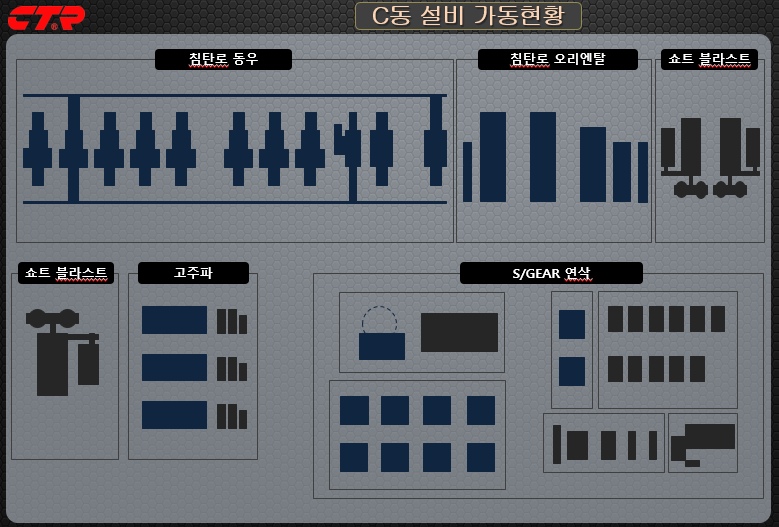 CTR®
C동 설비 가동현황
침탄로 동우
침탄로 오리엔탈
쇼트 블라스트
쇼트 블라스트
고주파
S/GEAR 연삭